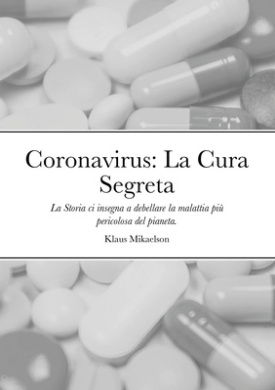 Coronavirus: La Cura
Segreta
La Storia ci insegna a debellare la malattia più
pericolosa del pianeta.
Klaus Mikaelson